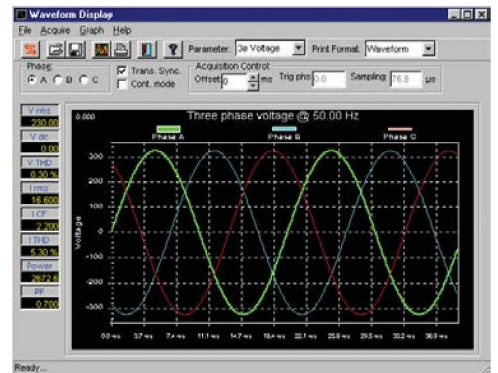 Waveform Display
File Acquire Graph Help
Parameter: 3ø Voltage Print Format: Waveform
Phase: A B C
Trans. Sync.
Cont. mode
Acquisition Control:
Offset 0 ms Trig phs 0.0 Sampling: 76.8 µs
V rms
230.00
V dc
0.00
V THD
0.30 %
I rms
16.600
I CF
2.200
I THD
5.30 %
Power
2672.6
PF
0.700
0.000 Three phase voltage @ 50.00 Hz
Phase A Phase B Phase C
Voltage
300
200
100
0
-100
-200
-300
0.0 ms 3.7 ms 7.4 ms 11.1 ms 14.7 ms 18.4 ms 22.1 ms 25.8 ms 29.5 ms 33.2 ms 36.9 ms
Ready...